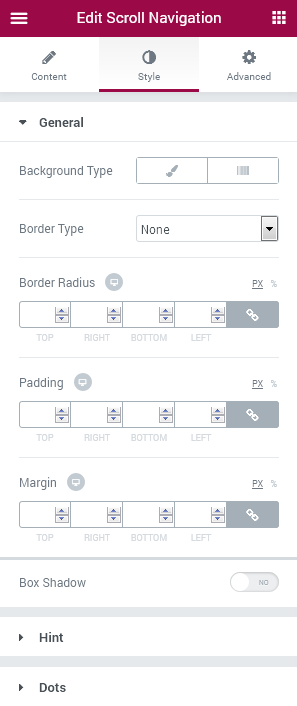 Edit Scroll Navigation
Content Style Advanced
General
Background Type
Border Type None
Border Radius PX %
TOP RIGHT BOTTOM LEFT
Padding PX %
TOP RIGHT BOTTOM LEFT
Margin PX %
TOP RIGHT BOTTOM LEFT
Box Shadow NO
Hint
Dots